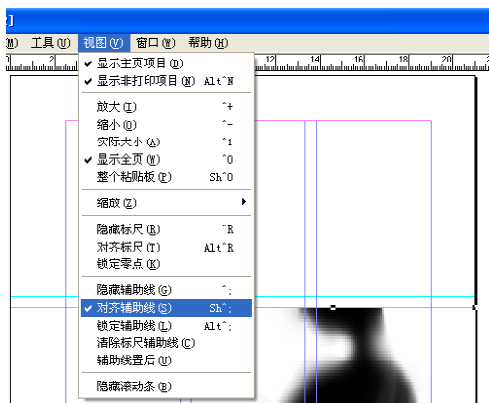 ]
(M) 工具(U) 视图(V) 窗口(W) 帮助(H)
2 12 14 16 18 20
✓ 显示主页项目(D)
✓ 显示非打印项目(N) Alt^N
放大(I) ^+
缩小(O) ^-
实际大小(A) ^1
✓ 显示全页(W) ^0
整个粘贴板(P) Sh^0
缩放(Z)
隐藏标尺(R) ^R
对齐标尺(T) Alt^R
锁定零点(K)
隐藏辅助线(G) ^;
✓ 对齐辅助线(S) Sh^;
锁定辅助线(L) Alt^;
清除标尺辅助线(C)
辅助线置后(U)
隐藏滚动条(B)